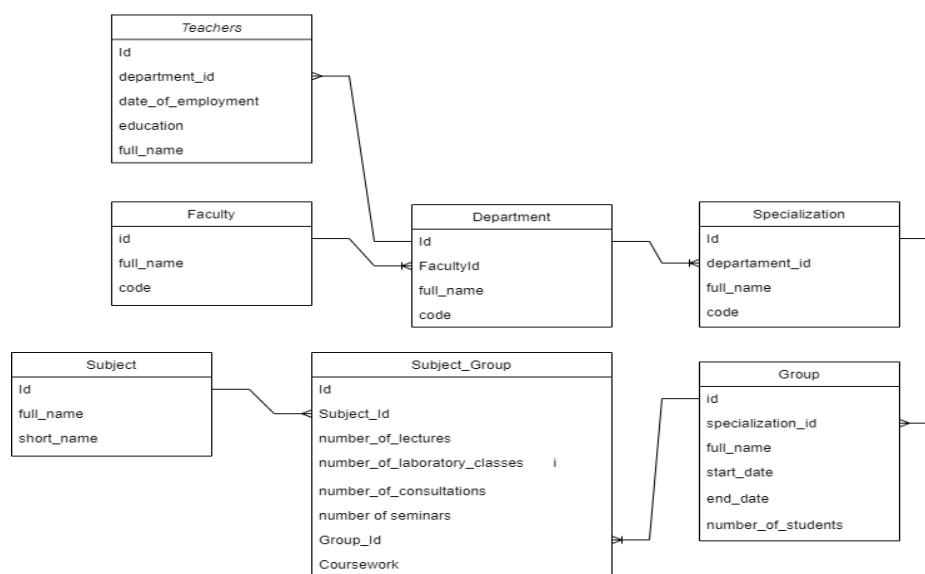 Teachers
Id
department_id
date_of_employment
education
full_name
Faculty
id
full_name
code
Department
Id
FacultyId
full_name
code
Specialization
Id
departament_id
full_name
code
Subject
Id
full_name
short_name
Subject_Group
Id
Subject_Id
number_of_lectures
number_of_laboratory_classes i
number_of_consultations
number of seminars
Group_Id
Coursework
Group
id
specialization_id
full_name
start_date
end_date
number_of_students